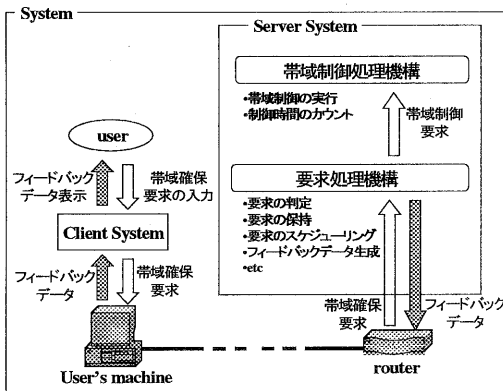 System
Server System
帯域制御処理機構
・帯域制御の実行
・制御時間のカウント
帯域制御
要求
要求処理機構
・要求の判定
・要求の保持
・要求のスケジューリング
・フィードバックデータ生成
・etc
user
フィードバック
データ表示
帯域確保
要求の入力
Client System
フィードバック
データ
帯域確保
要求
User's machine
帯域確保
要求
フィードバック
データ
router